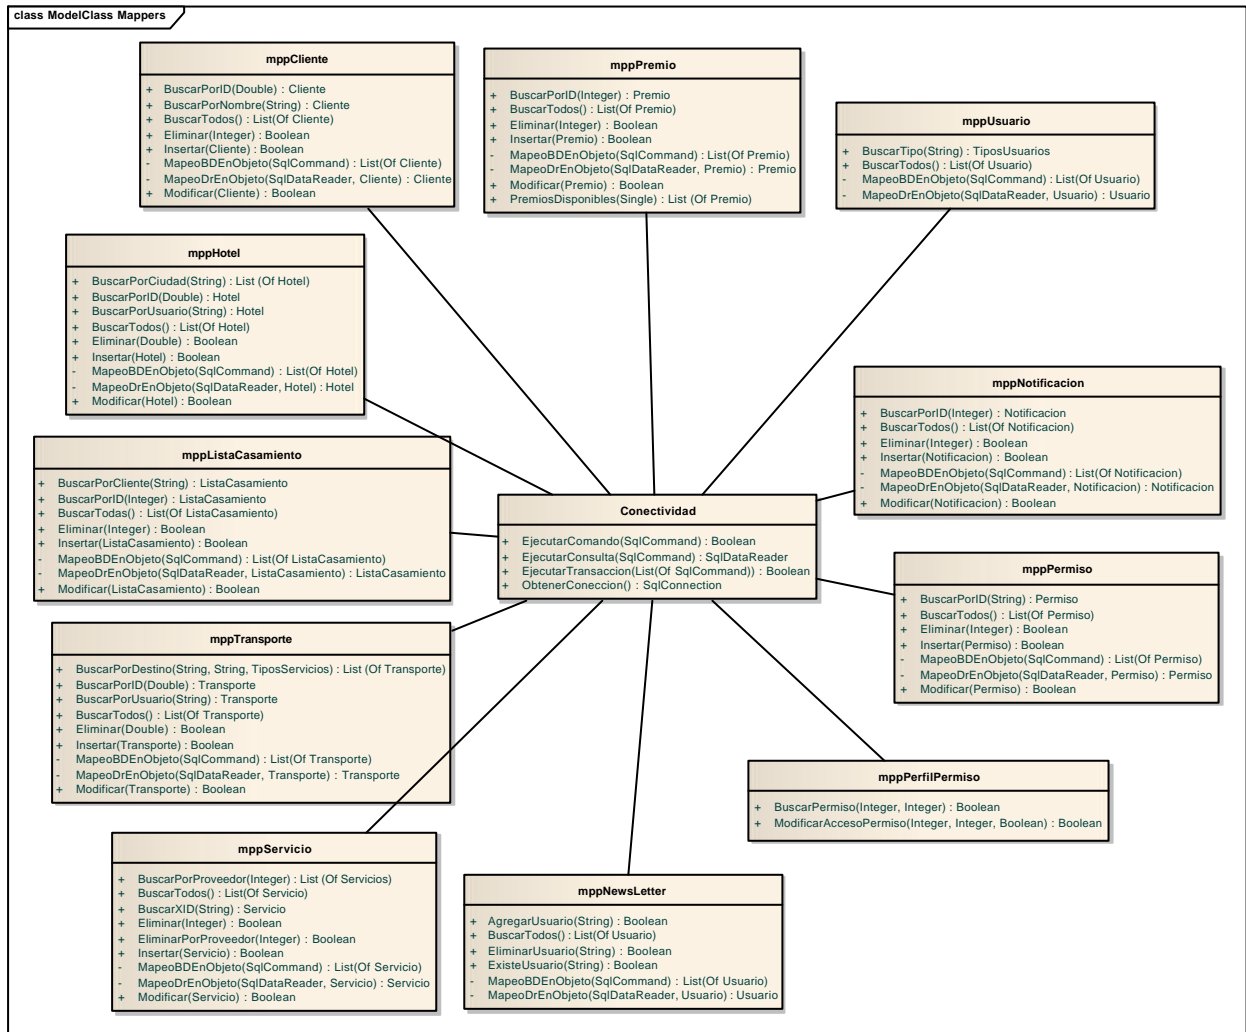 class ModelClass Mappers
mppCliente
+ BuscarPorID(Double) : Cliente
+ BuscarPorNombre(String) : Cliente
+ BuscarTodos() : List(Of Cliente)
+ Eliminar(Integer) : Boolean
+ Insertar(Cliente) : Boolean
- MapeoBDEnObjeto(SqlCommand) : List(Of Cliente)
- MapeoDrEnObjeto(SqlDataReader, Cliente) : Cliente
+ Modificar(Cliente) : Boolean
mppPremio
+ BuscarPorID(Integer) : Premio
+ BuscarTodos() : List(Of Premio)
+ Eliminar(Integer) : Boolean
+ Insertar(Premio) : Boolean
- MapeoBDEnObjeto(SqlCommand) : List(Of Premio)
- MapeoDrEnObjeto(SqlDataReader, Premio) : Premio
+ Modificar(Premio) : Boolean
+ PremiosDisponibles(Single) : List (Of Premio)
mppUsuario
+ BuscarTipo(String) : TiposUsuarios
+ BuscarTodos() : List(Of Usuario)
- MapeoBDEnObjeto(SqlCommand) : List(Of Usuario)
- MapeoDrEnObjeto(SqlDataReader, Usuario) : Usuario
mppHotel
+ BuscarPorCiudad(String) : List (Of Hotel)
+ BuscarPorID(Double) : Hotel
+ BuscarPorUsuario(String) : Hotel
+ BuscarTodos() : List(Of Hotel)
+ Eliminar(Double) : Boolean
+ Insertar(Hotel) : Boolean
- MapeoBDEnObjeto(SqlCommand) : List(Of Hotel)
- MapeoDrEnObjeto(SqlDataReader, Hotel) : Hotel
+ Modificar(Hotel) : Boolean
mppNotificacion
+ BuscarPorID(Integer) : Notificacion
+ BuscarTodos() : List(Of Notificacion)
+ Eliminar(Integer) : Boolean
+ Insertar(Notificacion) : Boolean
- MapeoBDEnObjeto(SqlCommand) : List(Of Notificacion)
- MapeoDrEnObjeto(SqlDataReader, Notificacion) : Notificacion
+ Modificar(Notificacion) : Boolean
mppListaCasamiento
+ BuscarPorCliente(String) : ListaCasamiento
+ BuscarPorID(Integer) : ListaCasamiento
+ BuscarTodas() : List(Of ListaCasamiento)
+ Eliminar(Integer) : Boolean
+ Insertar(ListaCasamiento) : Boolean
- MapeoBDEnObjeto(SqlCommand) : List(Of ListaCasamiento)
- MapeoDrEnObjeto(SqlDataReader, ListaCasamiento) : ListaCasamiento
+ Modificar(ListaCasamiento) : Boolean
Conectividad
+ EjecutarComando(SqlCommand) : Boolean
+ EjecutarConsulta(SqlCommand) : SqlDataReader
+ EjecutarTransaccion(List(Of SqlCommand)) : Boolean
+ ObtenerConeccion() : SqlConnection
mppPermiso
+ BuscarPorID(String) : Permiso
+ BuscarTodos() : List(Of Permiso)
+ Eliminar(Integer) : Boolean
+ Insertar(Permiso) : Boolean
- MapeoBDEnObjeto(SqlCommand) : List(Of Permiso)
- MapeoDrEnObjeto(SqlDataReader, Permiso) : Permiso
+ Modificar(Permiso) : Boolean
mppTransporte
+ BuscarPorDestino(String, String, TiposServicios) : List (Of Transporte)
+ BuscarPorID(Double) : Transporte
+ BuscarPorUsuario(String) : Transporte
+ BuscarTodos() : List(Of Transporte)
+ Eliminar(Double) : Boolean
+ Insertar(Transporte) : Boolean
- MapeoBDEnObjeto(SqlCommand) : List(Of Transporte)
- MapeoDrEnObjeto(SqlDataReader, Transporte) : Transporte
+ Modificar(Transporte) : Boolean
mppPerfilPermiso
+ BuscarPermiso(Integer, Integer) : Boolean
+ ModificarAccesoPermiso(Integer, Integer, Boolean) : Boolean
mppServicio
+ BuscarPorProveedor(Integer) : List (Of Servicios)
+ BuscarTodos() : List(Of Servicio)
+ BuscarXID(String) : Servicio
+ Eliminar(Integer) : Boolean
+ EliminarPorProveedor(Integer) : Boolean
+ Insertar(Servicio) : Boolean
- MapeoBDEnObjeto(SqlCommand) : List(Of Servicio)
- MapeoDrEnObjeto(SqlDataReader, Servicio) : Servicio
+ Modificar(Servicio) : Boolean
mppNewsLetter
+ AgregarUsuario(String) : Boolean
+ BuscarTodos() : List(Of Usuario)
+ EliminarUsuario(String) : Boolean
+ ExisteUsuario(String) : Boolean
- MapeoBDEnObjeto(SqlCommand) : List(Of Usuario)
- MapeoDrEnObjeto(SqlDataReader, Usuario) : Usuario